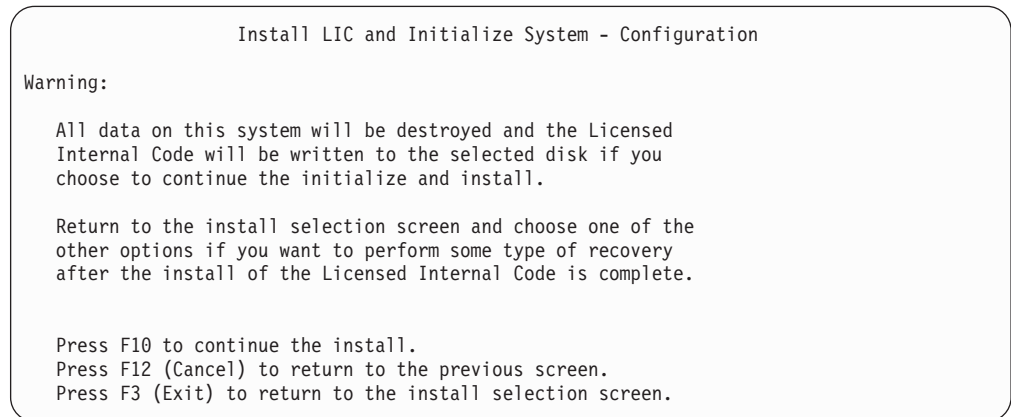 Install LIC and Initialize System - Configuration
Warning:
All data on this system will be destroyed and the Licensed
Internal Code will be written to the selected disk if you
choose to continue the initialize and install.
Return to the install selection screen and choose one of the
other options if you want to perform some type of recovery
after the install of the Licensed Internal Code is complete.
Press F10 to continue the install.
Press F12 (Cancel) to return to the previous screen.
Press F3 (Exit) to return to the install selection screen.